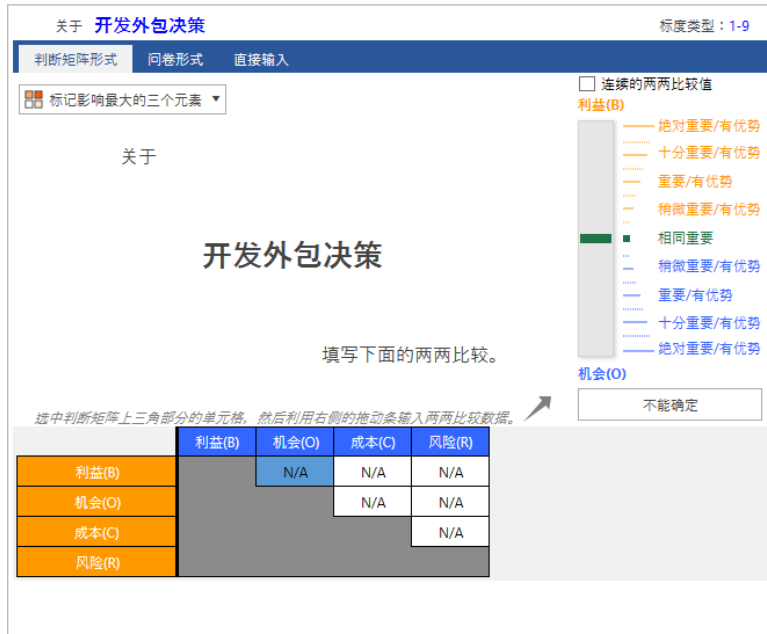 关于 开发外包决策 标度类型：1-9
判断矩阵形式 问卷形式 直接输入
标记影响最大的三个元素
连续的两两比较值
利益(B)
绝对重要/有优势
十分重要/有优势
重要/有优势
稍微重要/有优势
相同重要
稍微重要/有优势
重要/有优势
十分重要/有优势
绝对重要/有优势
机会(O)
不能确定
关于
开发外包决策
填写下面的两两比较。
选中判断矩阵上三角部分的单元格，然后利用右侧的拖动条输入两两比较数据。
利益(B) 机会(O) 成本(C) 风险(R)
利益(B) N/A N/A N/A
机会(O) N/A N/A
成本(C) N/A
风险(R)